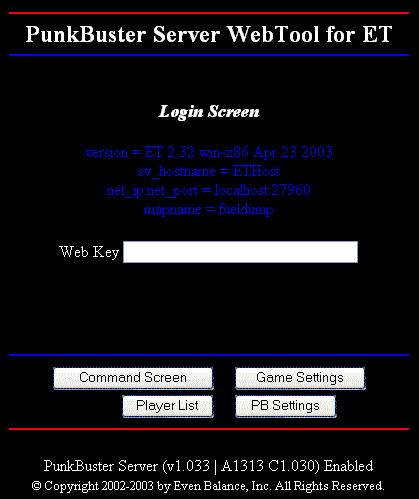 PunkBuster Server WebTool for ET
Login Screen
version = ET 2.32 win-x86 Apr 23 2003
sv_hostname = ETHost
net_ip:net_port = localhost:27960
mapname = fueldump
Web Key
Command Screen Game Settings
Player List PB Settings
PunkBuster Server (v1.033 | A1313 C1.030) Enabled
© Copyright 2002-2003 by Even Balance, Inc. All Rights Reserved.